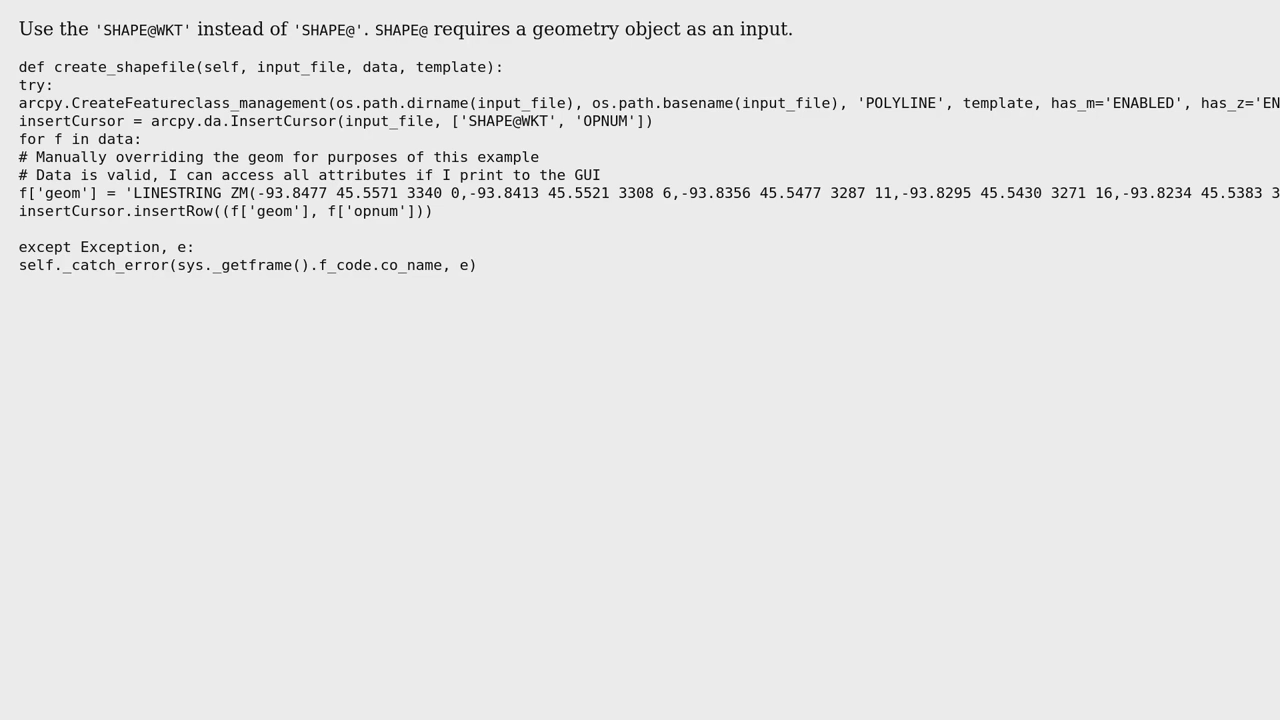 Use the 'SHAPE@WKT' instead of 'SHAPE@'. SHAPE@ requires a geometry object as an input.
def create_shapefile(self, input_file, data, template):
try:
arcpy.CreateFeatureclass_management(os.path.dirname(input_file), os.path.basename(input_file), 'POLYLINE', template, has_m='ENABLED', has_z='EN
insertCursor = arcpy.da.InsertCursor(input_file, ['SHAPE@WKT', 'OPNUM'])
for f in data:
# Manually overriding the geom for purposes of this example
# Data is valid, I can access all attributes if I print to the GUI
f['geom'] = 'LINESTRING ZM(-93.8477 45.5571 3340 0,-93.8413 45.5521 3308 6,-93.8356 45.5477 3287 11,-93.8295 45.5430 3271 16,-93.8234 45.5383 3
insertCursor.insertRow((f['geom'], f['opnum']))
except Exception, e:
self._catch_error(sys._getframe().f_code.co_name, e)